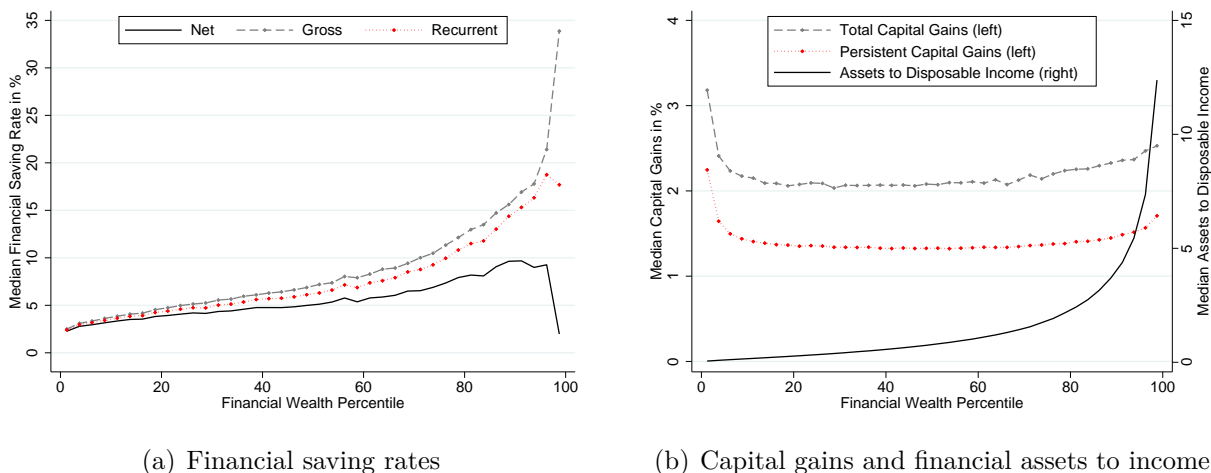 Net Gross Recurrent
Median Financial Saving Rate in %
0
5
10
15
20
25
30
35
0 20 40 60 80 100
Financial Wealth Percentile
(a) Financial saving rates
Total Capital Gains (left)
Persistent Capital Gains (left)
Assets to Disposable Income (right)
Median Capital Gains in %
0
1
2
3
4
Median Assets to Disposable Income
0
5
10
15
0 20 40 60 80 100
Financial Wealth Percentile
(b) Capital gains and financial assets to income